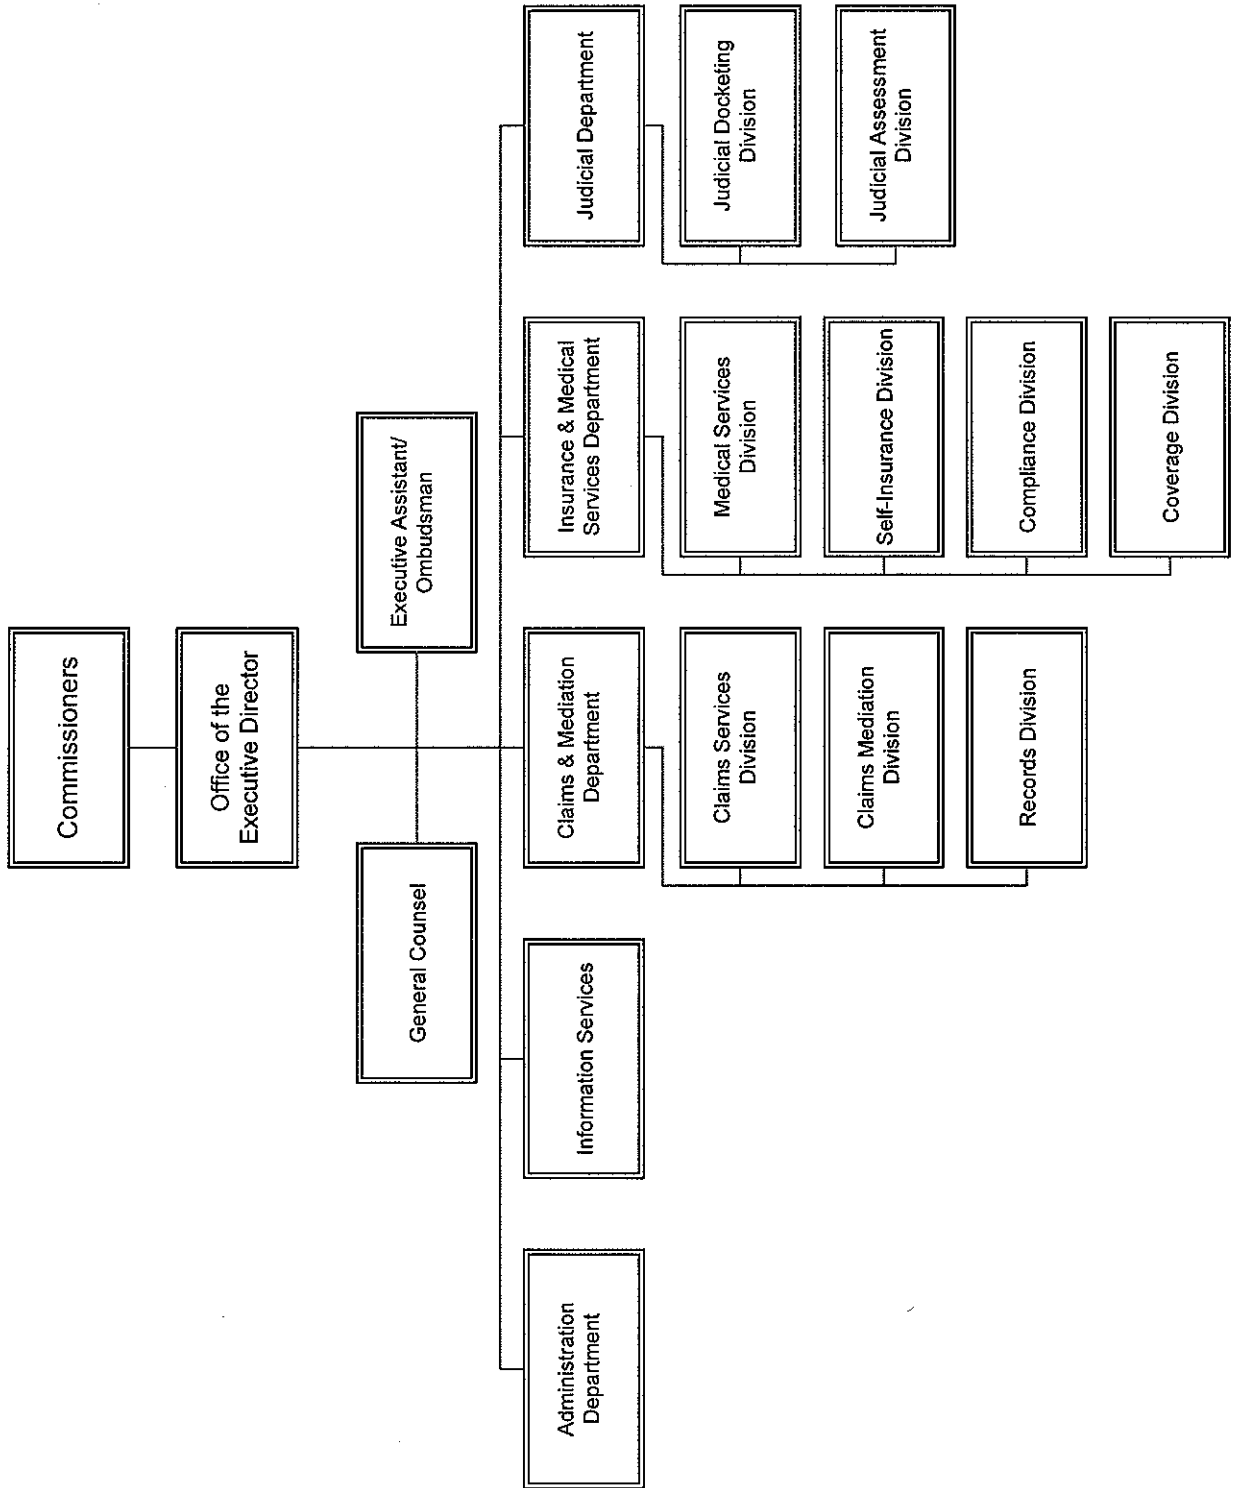 Commissioners
Office of the
Executive Director
General Counsel
Executive Assistant/
Ombudsman
Administration
Department
Information Services
Claims & Mediation
Department
Claims Services
Division
Claims Mediation
Division
Records Division
Insurance & Medical
Services Department
Medical Services
Division
Self-Insurance Division
Compliance Division
Coverage Division
Judicial Department
Judicial Docketing
Division
Judicial Assessment
Division